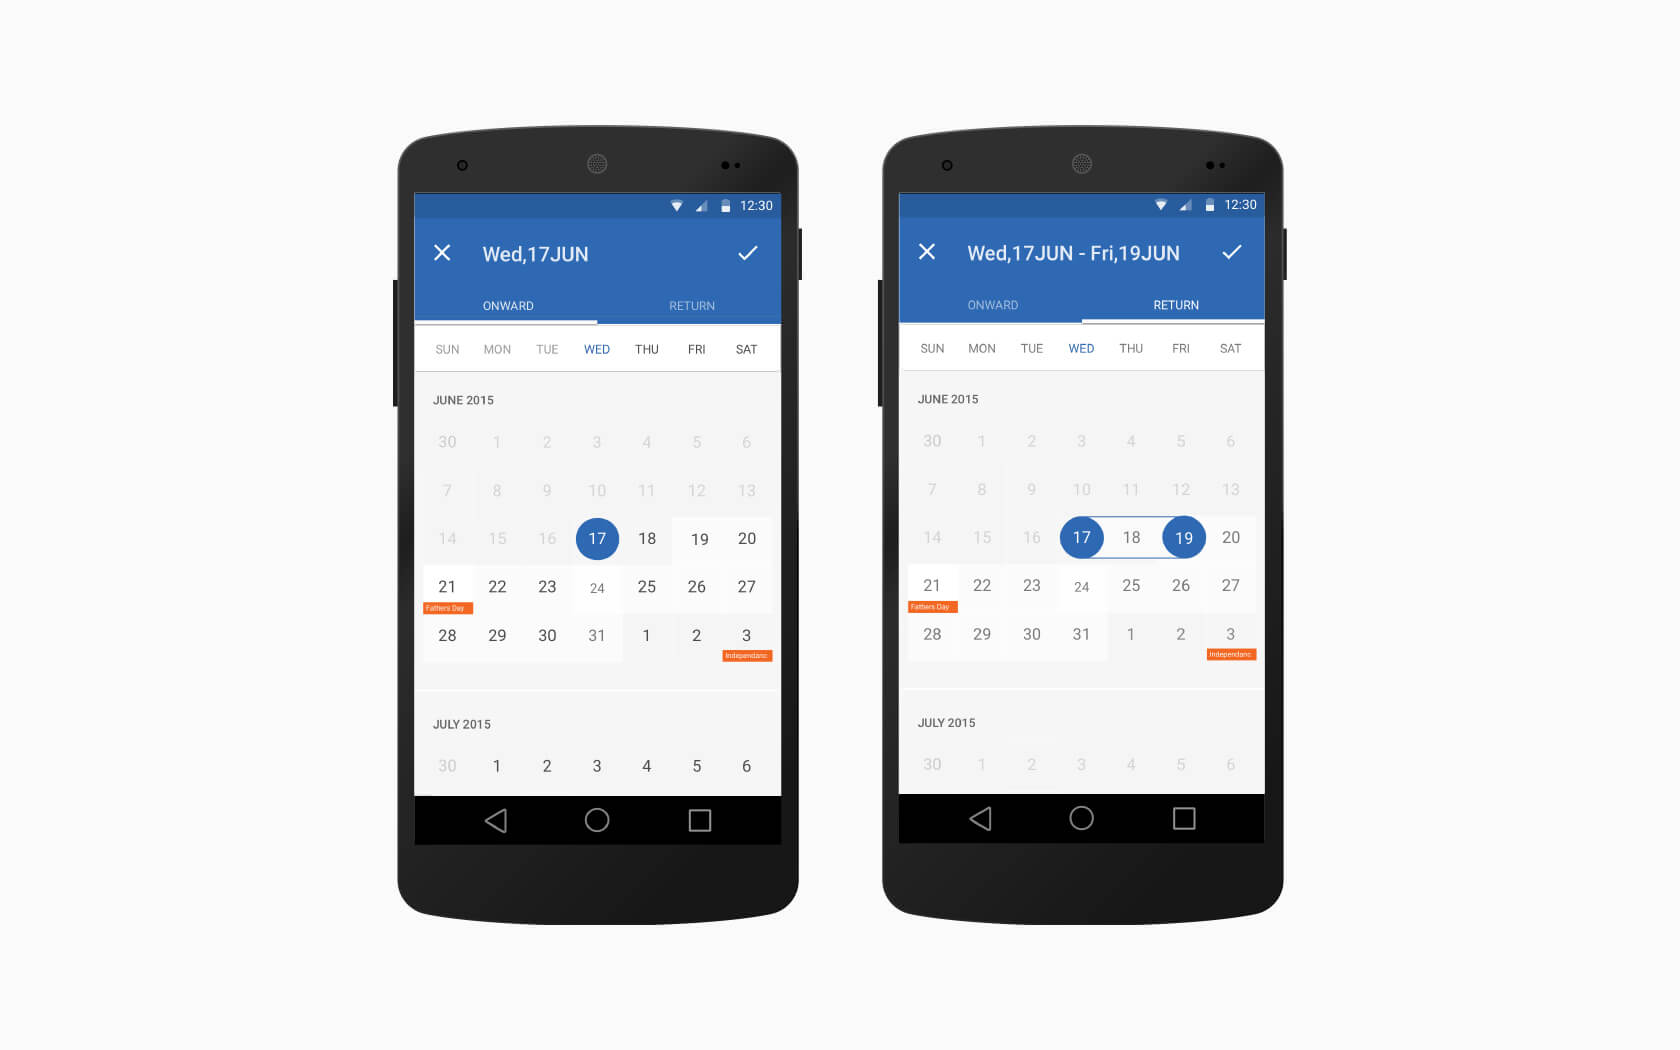 12:30
Wed,17JUN
ONWARD RETURN
SUN MON TUE WED THU FRI SAT
JUNE 2015
30 1 2 3 4 5 6
7 8 9 10 11 12 13
14 15 16 17 18 19 20
21 22 23 24 25 26 27
Fathers Day
28 29 30 31 1 2 3
Independanc
JULY 2015
30 1 2 3 4 5 6
12:30
Wed,17JUN - Fri,19JUN
ONWARD RETURN
SUN MON TUE WED THU FRI SAT
JUNE 2015
30 1 2 3 4 5 6
7 8 9 10 11 12 13
14 15 16 17 18 19 20
21 22 23 24 25 26 27
Fathers Day
28 29 30 31 1 2 3
Independanc
JULY 2015
30 1 2 3 4 5 6